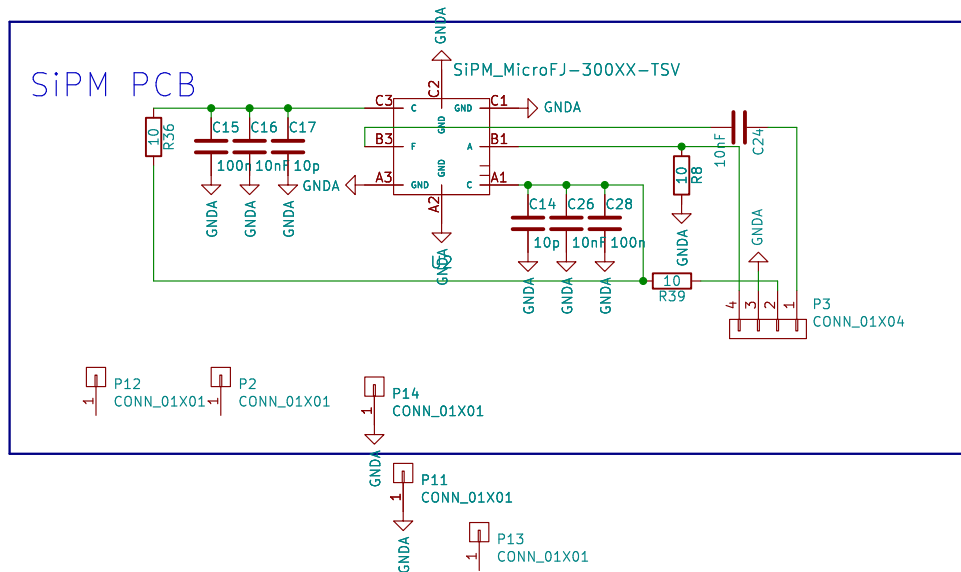 GNDA
SiPM_MicroFJ-300XX-TSV
SiPM PCB
C2
C3
C
GND
GND
C1
GNDA
10
R36
C15
C16
C17
100n
10nF
10p
B3
F
A
B1
10nF
C24
GNDA
A3
GND
GND
C
A1
A2
10
R8
GNDA
GNDA
GNDA
GNDA
C14
C26
C28
10p
10nF
100n
GNDA
GNDA
GNDA
GNDA
GNDA
GNDA
10
R39
4
3
2
1
P3
CONN_01X04
P12
CONN_01X01
1
P2
CONN_01X01
1
P14
CONN_01X01
1
GNDA
P11
CONN_01X01
1
GNDA
P13
CONN_01X01
1